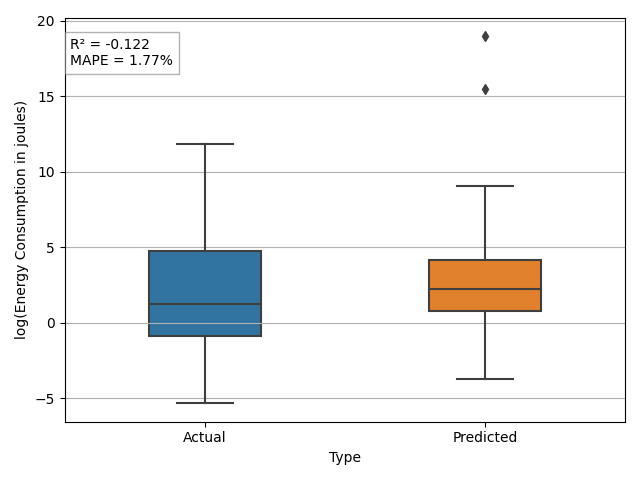 20
R² = -0.122
MAPE = 1.77%
15
10
5
0
−5
log(Energy Consumption in joules)
Actual
Predicted
Type